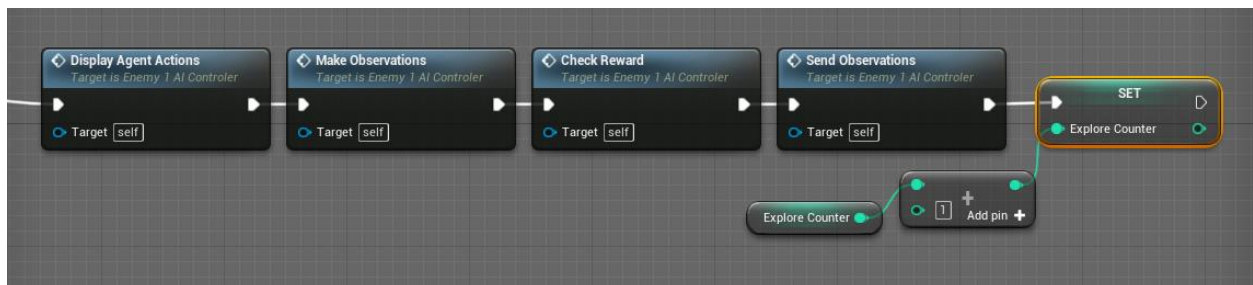 Display Agent Actions
Target is Enemy 1 AI Controler
Target self
Make Observations
Target is Enemy 1 AI Controler
Target self
Check Reward
Target is Enemy 1 AI Controler
Target self
Send Observations
Target is Enemy 1 AI Controler
Target self
SET
Explore Counter
Explore Counter
1
Add pin +